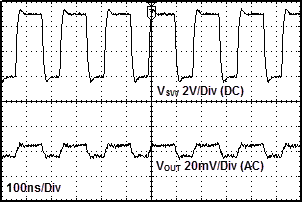 VSW 2V/Div (DC)
VOUT 20mV/Div (AC)
100ns/Div